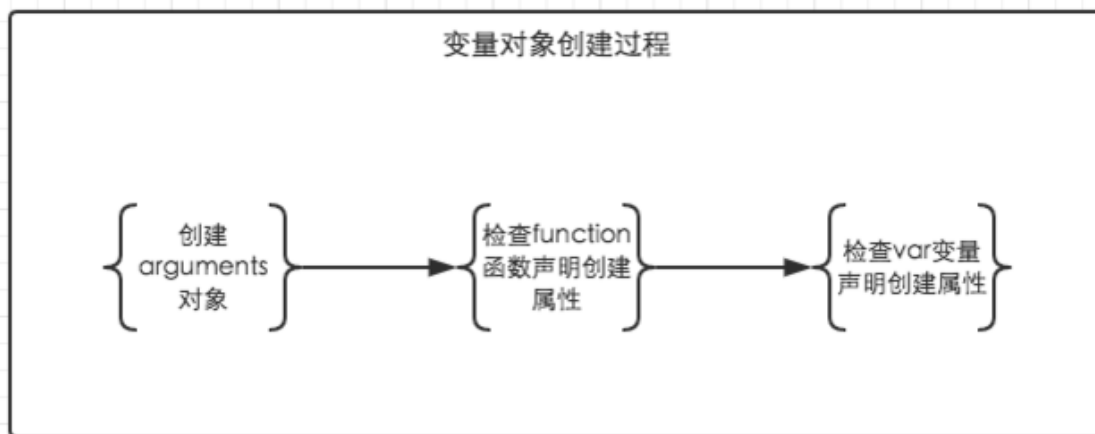 变量对象创建过程
创建
arguments
对象
检查function
函数声明创建
属性
检查var变量
声明创建属性